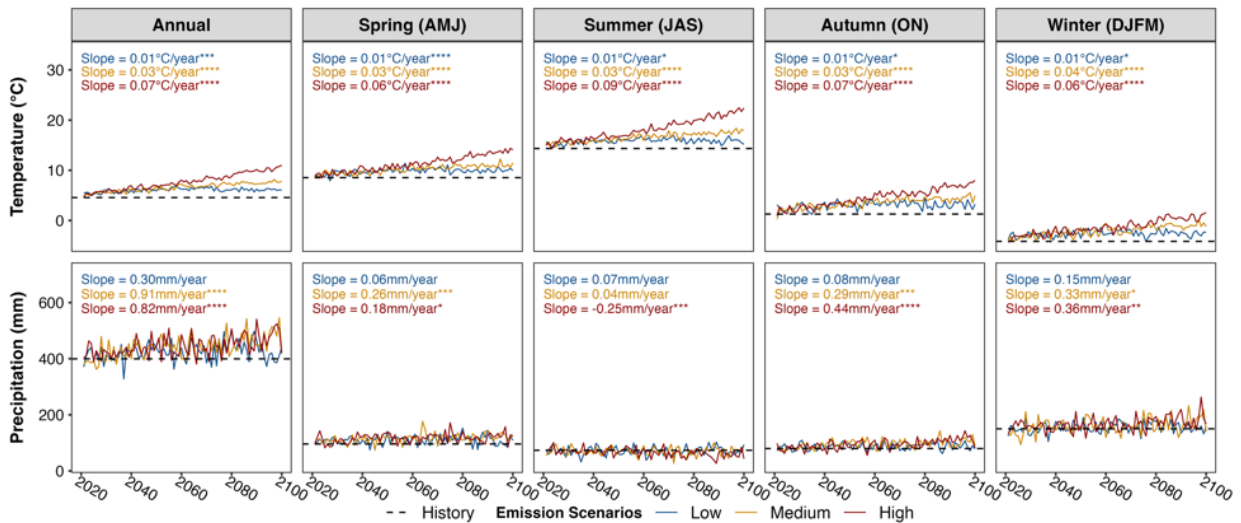 Annual
Spring (AMJ)
Summer (JAS)
Autumn (ON)
Winter (DJFM)
Temperature (°C)
30
20
10
0
Slope = 0.01°C/year***
Slope = 0.03°C/year****
Slope = 0.07°C/year****
Slope = 0.01°C/year****
Slope = 0.03°C/year****
Slope = 0.06°C/year****
Slope = 0.01°C/year*
Slope = 0.03°C/year****
Slope = 0.09°C/year****
Slope = 0.01°C/year*
Slope = 0.03°C/year****
Slope = 0.07°C/year****
Slope = 0.01°C/year*
Slope = 0.04°C/year****
Slope = 0.06°C/year****
Precipitation (mm)
600
400
200
0
Slope = 0.30mm/year
Slope = 0.91mm/year****
Slope = 0.82mm/year****
Slope = 0.06mm/year
Slope = 0.26mm/year***
Slope = 0.18mm/year*
Slope = 0.07mm/year
Slope = 0.04mm/year
Slope = -0.25mm/year***
Slope = 0.08mm/year
Slope = 0.29mm/year***
Slope = 0.44mm/year****
Slope = 0.15mm/year
Slope = 0.33mm/year*
Slope = 0.36mm/year**
2020 2040 2060 2080 2100
2020 2040 2060 2080 2100
2020 2040 2060 2080 2100
2020 2040 2060 2080 2100
2020 2040 2060 2080 2100
History Emission Scenarios Low Medium High